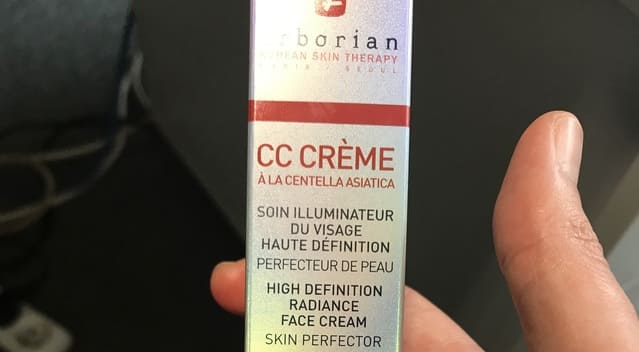 erborian
KOREAN SKIN THERAPY
PARIS / SEOUL
CC CRÈME
À LA CENTELLA ASIATICA
SOIN ILLUMINATEUR
DU VISAGE
HAUTE DÉFINITION
PERFECTEUR DE PEAU
HIGH DEFINITION
RADIANCE
FACE CREAM
SKIN PERFECTOR